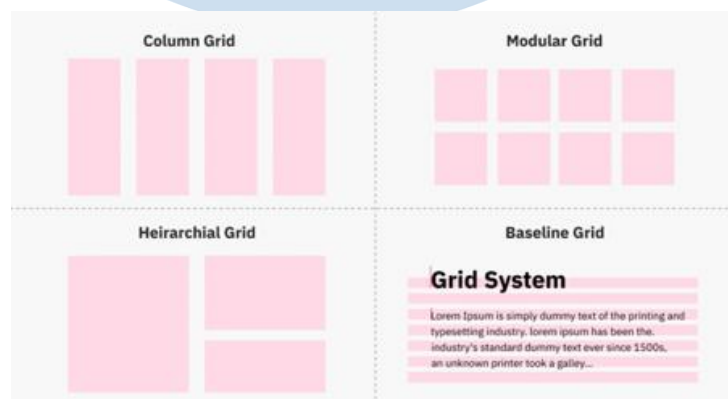 Column Grid
Modular Grid
Heirarchial Grid
Baseline Grid
Grid System
Lorem Ipsum is simply dummy text of the printing and
typesetting industry. lorem ipsum has been the.
industry's standard dummy text ever since 1500s,
an unknown printer took a galley...